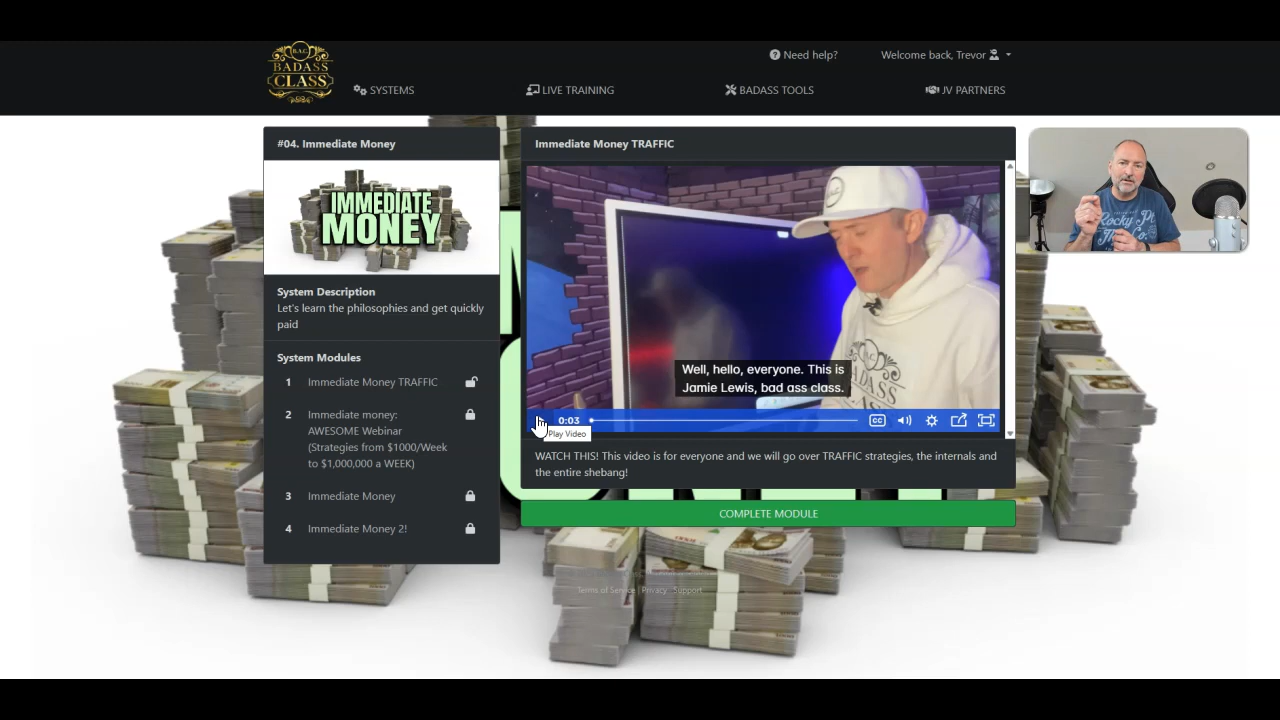 B.A.C.
BADASS
CLASS
Need help?
Welcome back, Trevor
SYSTEMS
LIVE TRAINING
BADASS TOOLS
JV PARTNERS
#04. Immediate Money
IMMEDIATE
MONEY
System Description
Let's learn the philosophies and get quickly
paid
System Modules
1 Immediate Money TRAFFIC
2 Immediate money:
AWESOME Webinar
(Strategies from $1000/Week
to $1,000,000 a WEEK)
3 Immediate Money
4 Immediate Money 2!
Immediate Money TRAFFIC
B.A.C.
BADASS
CLASS
Well, hello, everyone. This is
Jamie Lewis, bad ass class.
0:03
CC
Play Video
WATCH THIS! This video is for everyone and we will go over TRAFFIC strategies, the internals and
the entire shebang!
COMPLETE MODULE
Terms of Service | Privacy | Support